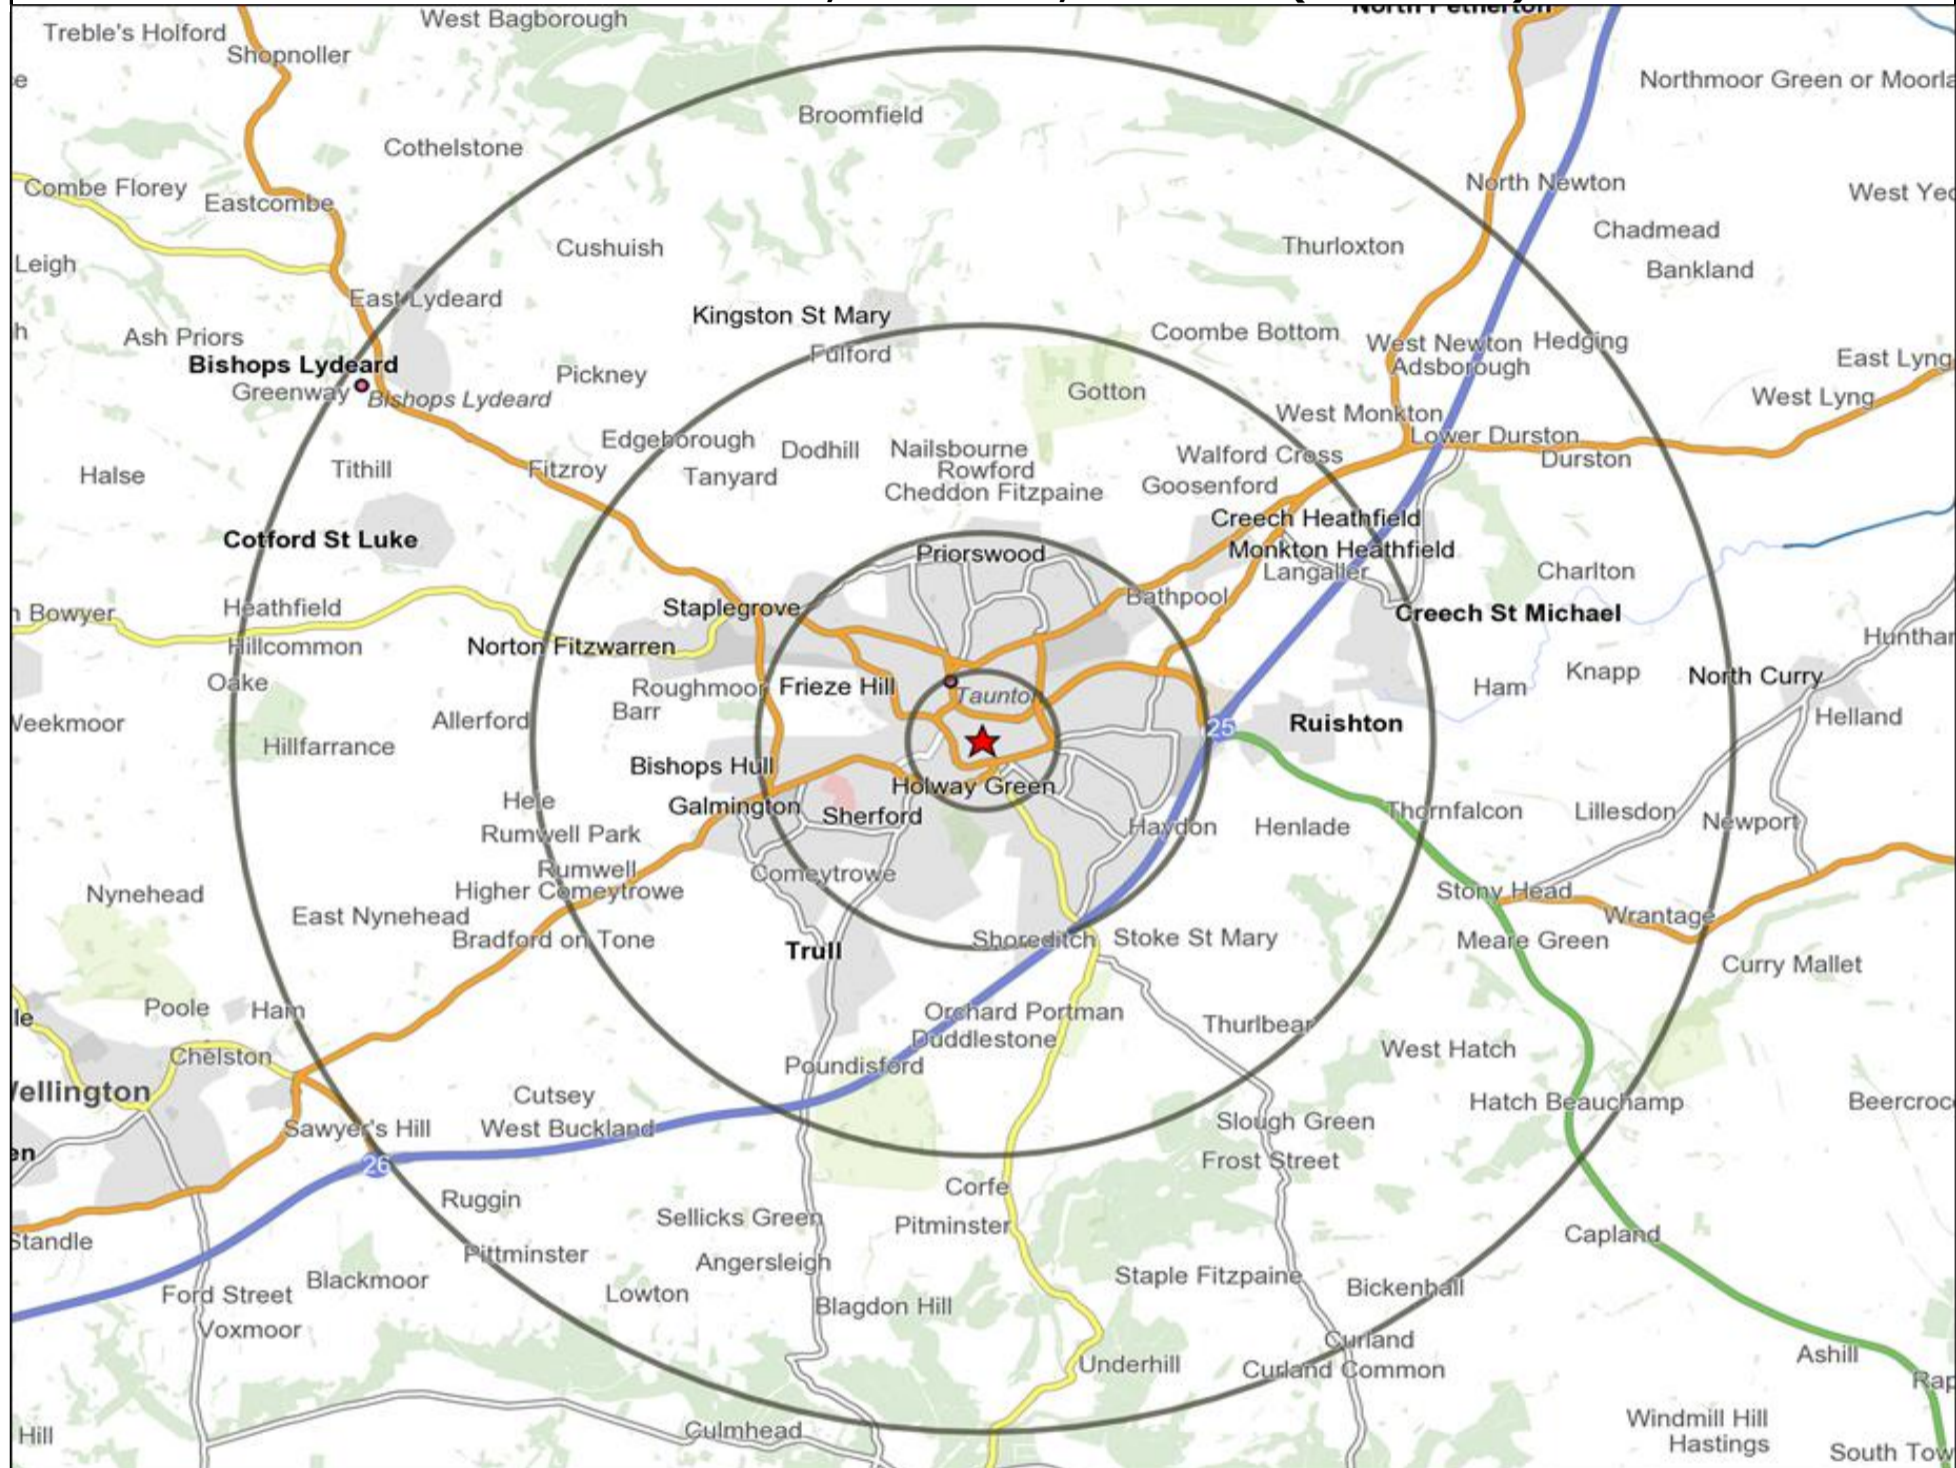 North Petherton
Treble's Holford
West Bagborough
Shopnoller
Northmoor Green or Moorla
Broomfield
Cothelstone
Combe Florey
Eastcombe
North Newton
West Yeo
Chadmead
Cushuish
Thurloxton
Leigh
Bankland
East Lydeard
Kingston St Mary
Ash Priors
Coombe Bottom
West Newton
Hedging
Fulford
East Lyng
Bishops Lydeard
Adsborough
Pickney
Greenway
Bishops Lydeard
Gotton
West Lyng
West Monkton
Edgeborough
Lower Durston
Dodhill
Nailsbourne
Walford Cross
Durston
Halse
Tithill
Fitzroy
Tanyard
Rowford
Goosenford
Cheddon Fitzpaine
Creech Heathfield
Cotford St Luke
Priorswood
Monkton Heathfield
Langaller
Charlton
Bathpool
n Bowyer
Heathfield
Staplegrove
Creech St Michael
Hillcommon
Norton Fitzwarren
Hunthar
Oake
Roughmoor
Frieze Hill
Taunton
Ham
Knapp
North Curry
Weekmoor
Allerford
Barr
25
Ruishton
Helland
Hillfarrance
Bishops Hull
Hele
Galmington
Holway Green
Sherford
Haydon
Henlade
Thornfalcon
Lillesdon
Newport
Rumwell Park
Rumwell
Comeytrowe
Nynehead
Higher Comeytrowe
Stony Head
East Nynehead
Wrantage
Bradford on Tone
Trull
Shoreditch
Stoke St Mary
Meare Green
Curry Mallet
Poole
Ham
le
Orchard Portman
Thurlbear
Duddlestone
West Hatch
Chelston
Poundisford
Wellington
Cutsey
Hatch Beauchamp
Beercroc
Sawyer's Hill
West Buckland
Slough Green
en
26
Frost Street
Ruggin
Corfe
Sellicks Green
Pitminster
Standle
Capland
Pittminster
Angersleigh
Blackmoor
Staple Fitzpaine
Bickenhall
Ford Street
Lowton
Blagdon Hill
Voxmoor
Curland
Underhill
Curland Common
Ashill
Rap
Culmhead
Windmill Hill
Hill
Hastings
South Tow